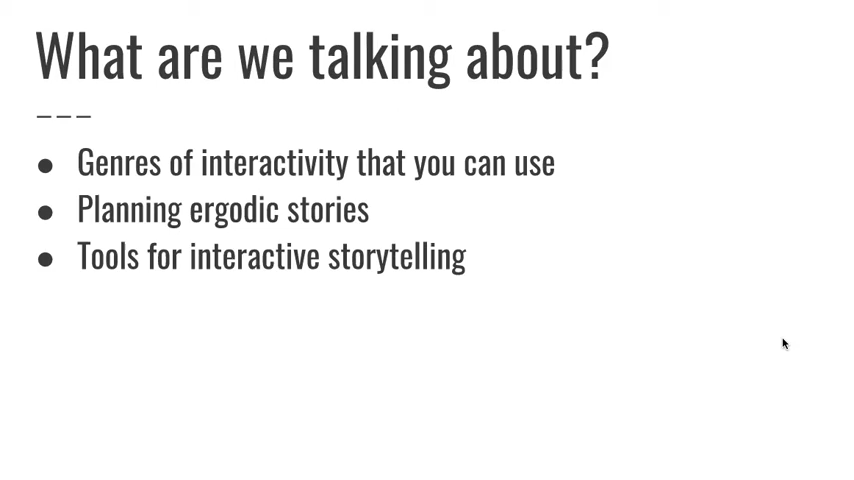 What are we talking about?
● Genres of interactivity that you can use
● Planning ergodic stories
● Tools for interactive storytelling